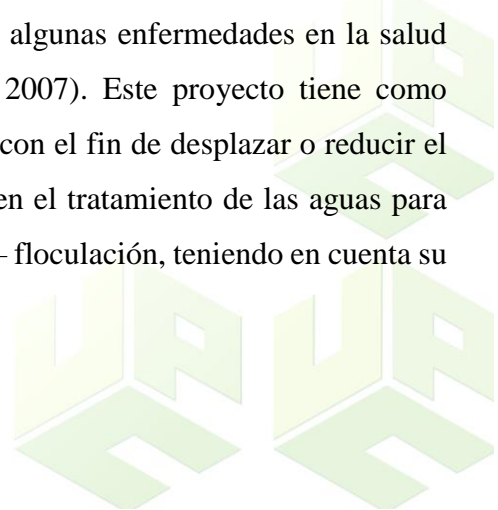 algunas enfermedades en la salud
2007). Este proyecto tiene como
con el fin de desplazar o reducir el
en el tratamiento de las aguas para
– floculación, teniendo en cuenta su